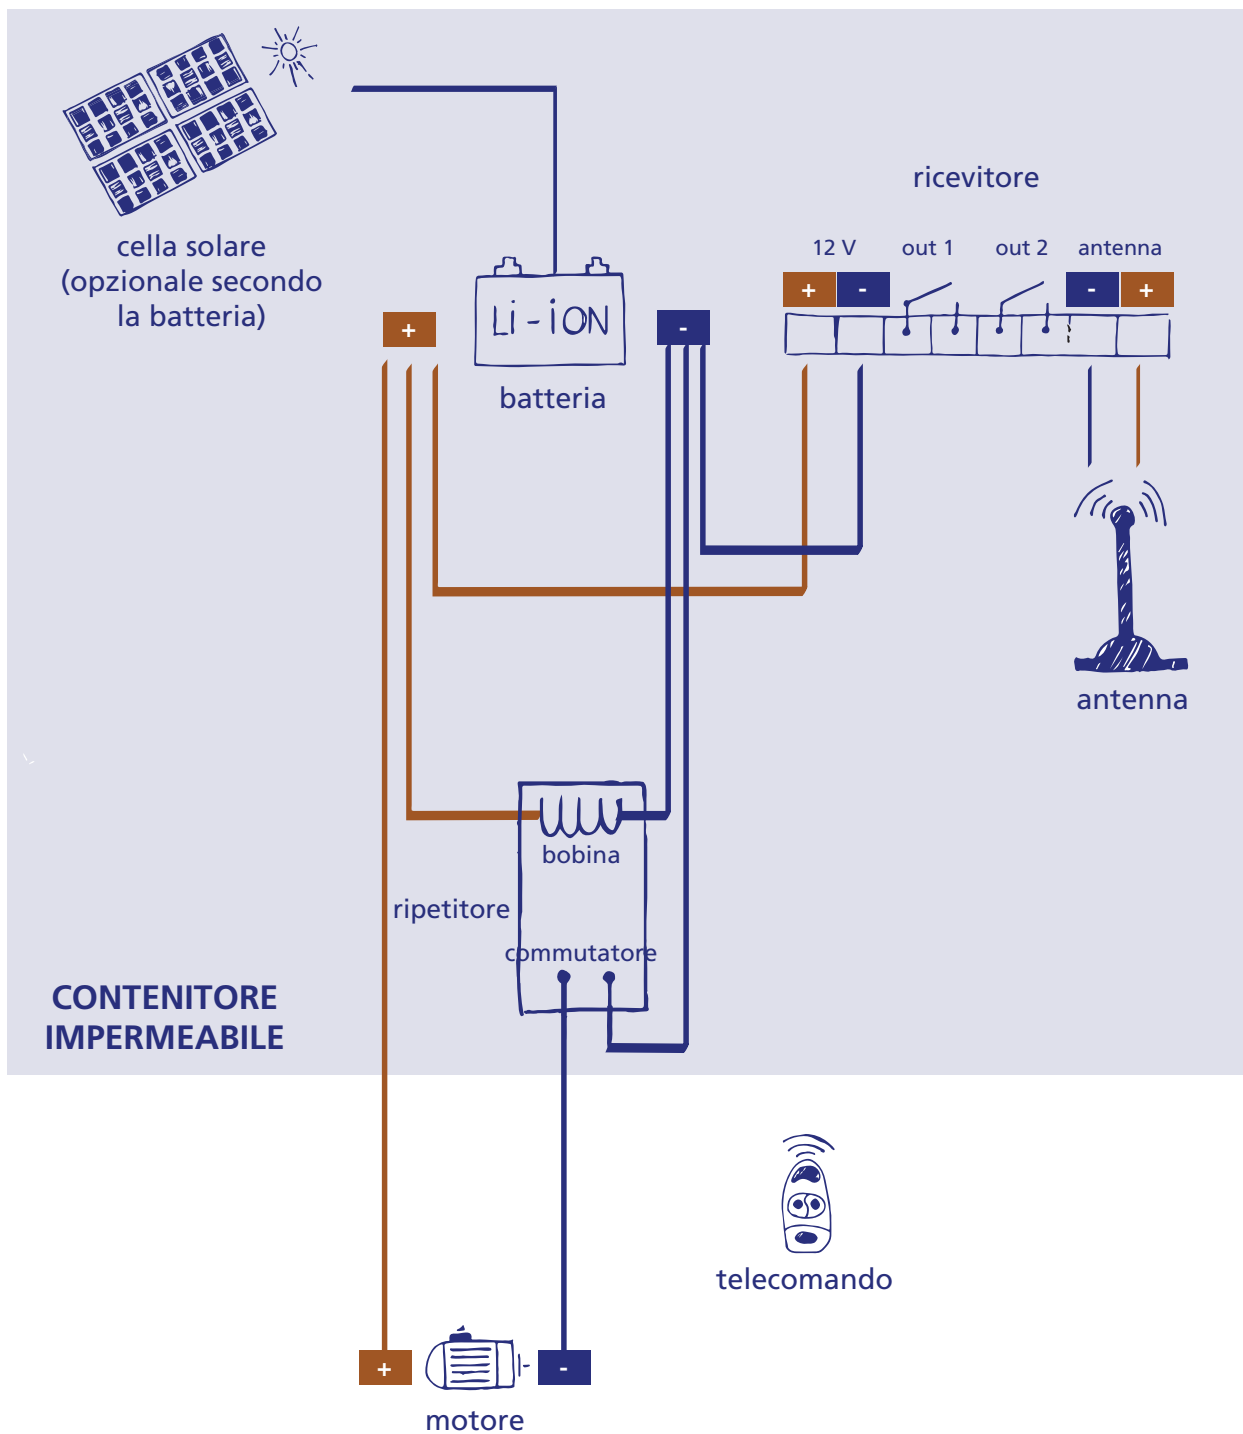 cella solare
(opzionale secondo
la batteria)
ricevitore
12 V out 1 out 2 antenna
+ - - +
+
Li-iON
-
batteria
antenna
bobina
ripetitore
commutatore
CONTENITORE
IMPERMEABILE
telecomando
+ -
motore